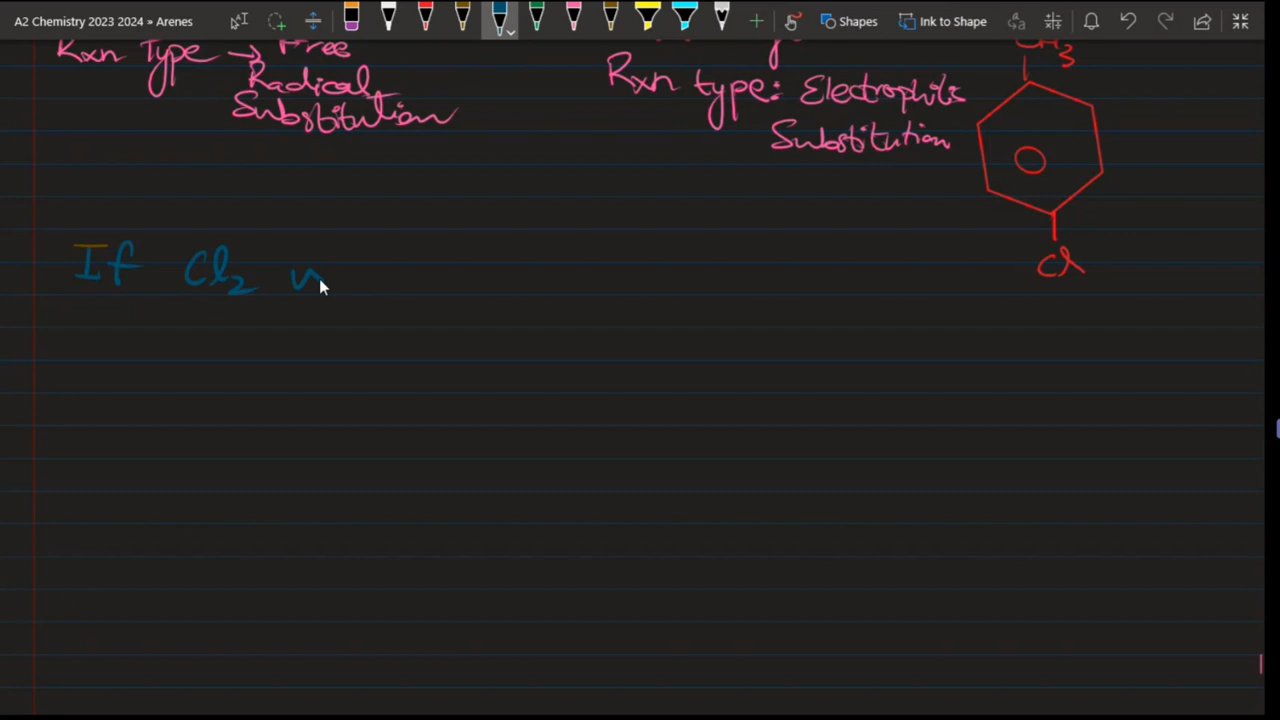 A2 Chemistry 2023 2024 » Arenes
Shapes
Ink to Shape
Rxn Type → Free
Radical
Substitution
Rxn type: Electrophilic
Substitution
CH3
Cl
If Cl2